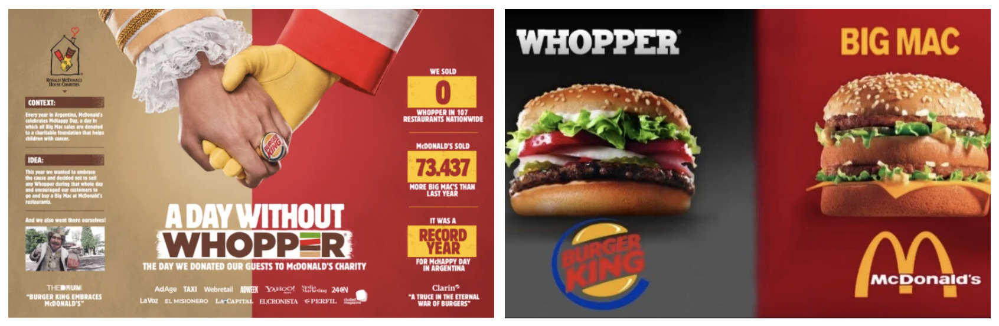 RONALD MCDONALD
HOUSE CHARITIES
CONTEXT:
Every year in Argentina, McDonald's
celebrates McHappy Day, a day in
which all Big Mac sales are donated
to a charitable foundation that helps
children with cancer.
IDEA:
This year we wanted to embrace
the cause and decided not to sell
any Whopper during that whole day
and encouraged our customers to
go and buy a Big Mac at McDonald's
restaurants.
And we also went there ourselves!
THEDRUM
"BURGER KING EMBRACES
McDONALD'S"
BURGER
KING
A DAY WITHOUT
WHOPPER
THE DAY WE DONATED OUR GUESTS TO McDONALD'S CHARITY
AdAge TAXI Webretail ADWEEK YAHOO! NEWS Media Marketing 24CN
LaVoz EL MISIONERO LA CAPITAL ELCRONISTA PERFIL ciudad magazine
WE SOLD
0
WHOPPER IN 107
RESTAURANTS NATIONWIDE
McDONALD'S SOLD
73.437
MORE BIG MAC'S THAN
LAST YEAR
IT WAS A
RECORD
YEAR
FOR McHAPPY DAY
IN ARGENTINA
Clarín
"A TRUCE IN THE ETERNAL
WAR OF BURGERS"
WHOPPER®
BURGER
KING
BIG MAC
McDonald's